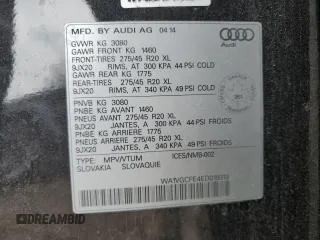 MFD. BY AUDI AG 04 14
Audi
GVWR KG 3080
GAWR FRONT KG 1460
FRONT-TIRES 275/45 R20 XL
9JX20 RIMS, AT 300 KPA 44 PSI COLD
GAWR REAR KG 1775
REAR-TIRES 275/45 R20 XL
9JX20 RIMS, AT 340 KPA 49 PSI COLD
PNVB KG 3080
PNBE KG AVANT 1460
PNEUS AVANT 275/45 R20 XL
9JX20 JANTES, A 300 KPA 44 PSI FROID
PNBE KG ARRIERE 1775
PNEUS ARRIERE 275/45 R20 XL
9JX20 JANTES, A 340 KPA 49 PSI FROID
TYPE: MPV/VTUM ICES/NMB-002
SLOVAKIA SLOVAQUIE
© AUTOBIDMASTER